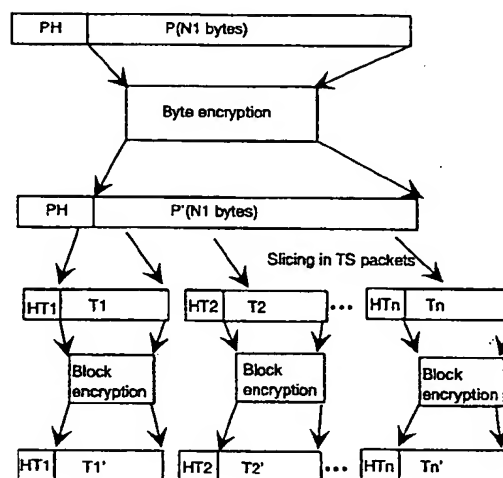 PH P(N1 bytes)
Byte encryption
PH P'(N1 bytes)
Slicing in TS packets
HT1 T1 HT2 T2 ••• HTn Tn
Block encryption Block encryption Block encryption
HT1 T1' HT2 T2' ••• HTn Tn'